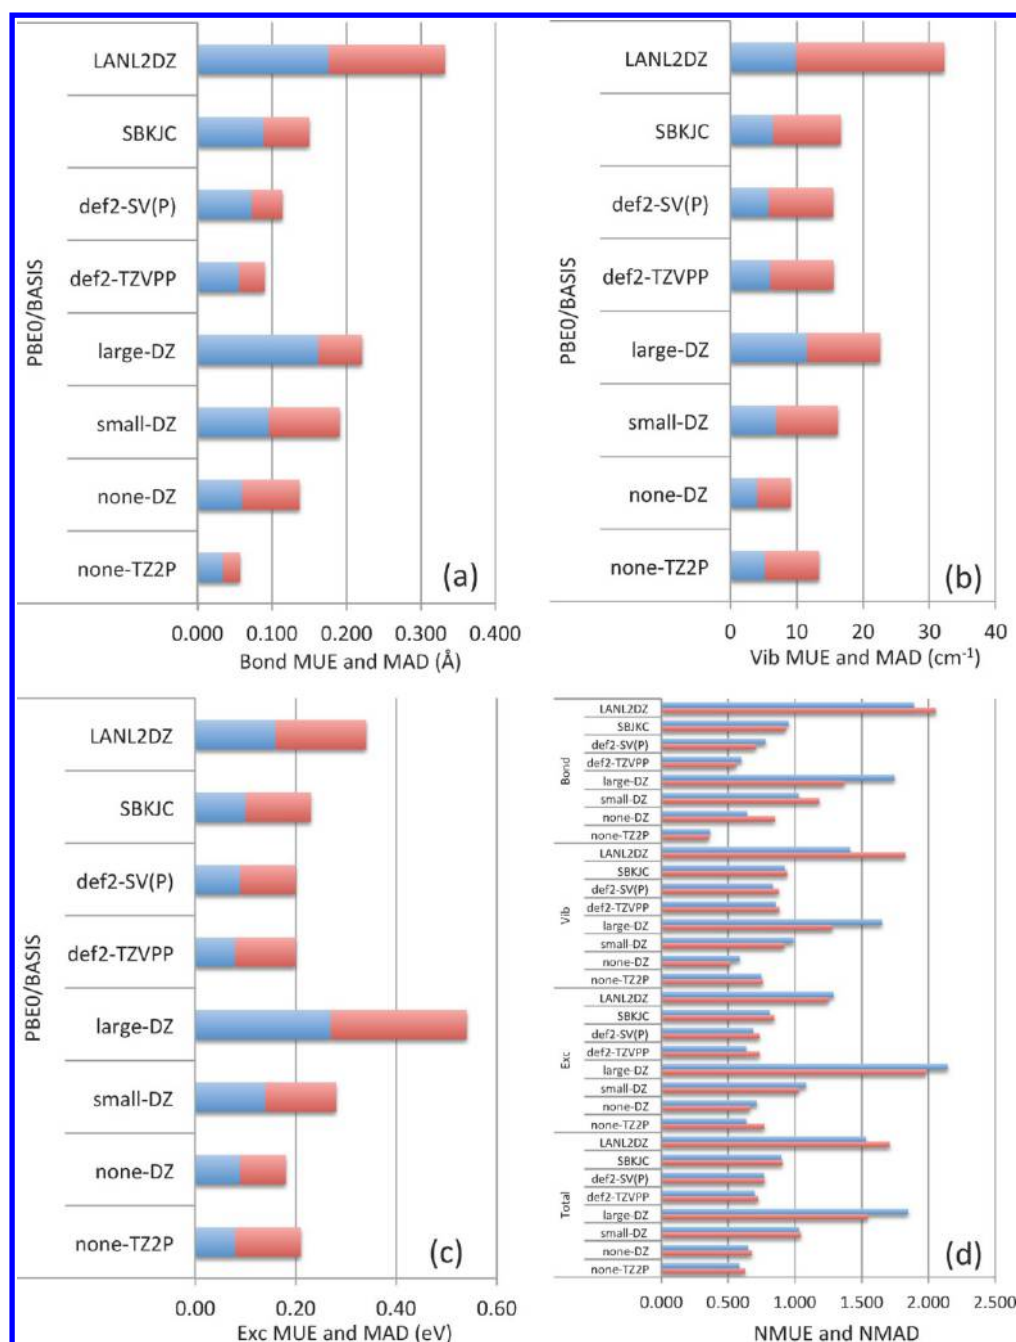 LANL2DZ
SBKJC
def2-SV(P)
def2-TZVPP
large-DZ
small-DZ
none-DZ
none-TZ2P
PBE0/BASIS
(a)
0.000 0.100 0.200 0.300 0.400
Bond MUE and MAD (Å)
LANL2DZ
SBKJC
def2-SV(P)
def2-TZVPP
large-DZ
small-DZ
none-DZ
none-TZ2P
PBE0/BASIS
(b)
0 10 20 30 40
Vib MUE and MAD (cm-1)
LANL2DZ
SBKJC
def2-SV(P)
def2-TZVPP
large-DZ
small-DZ
none-DZ
none-TZ2P
PBE0/BASIS
(c)
0.00 0.20 0.40 0.60
Exc MUE and MAD (eV)
Bond
LANL2DZ
SBJKC
def2-SV(P)
def2-TZVPP
large-DZ
small-DZ
none-DZ
none-TZ2P
Vib
LANL2DZ
SBKJC
def2-SV(P)
def2-TZVPP
large-DZ
small-DZ
none-DZ
none-TZ2P
Exc
LANL2DZ
SBKJC
def2-SV(P)
def2-TZVPP
large-DZ
small-DZ
none-DZ
none-TZ2P
Total
LANL2DZ
SBKJC
def2-SV(P)
def2-TZVPP
large-DZ
small-DZ
none-DZ
none-TZ2P
(d)
0.000 0.500 1.000 1.500 2.000 2.500
NMUE and NMAD